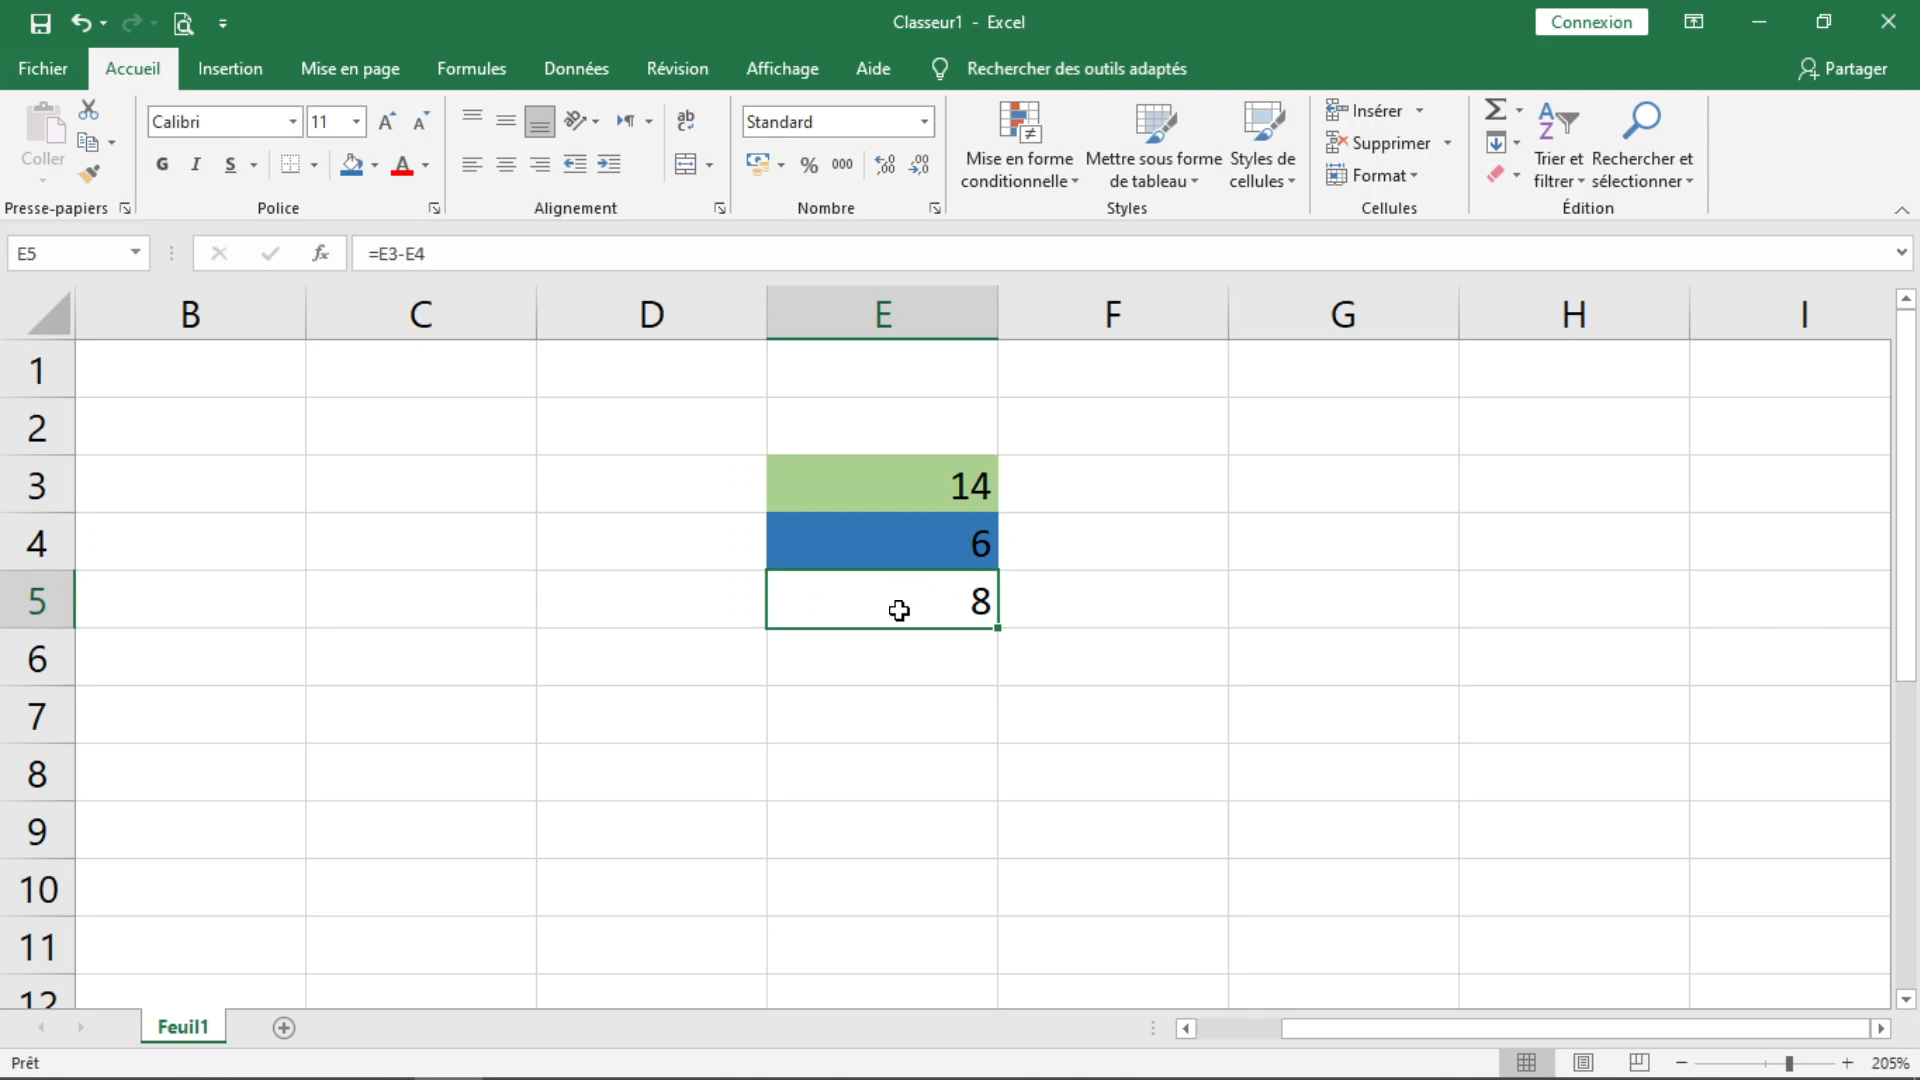 Classeur1 - Excel
Connexion
Fichier Accueil Insertion Mise en page Formules Données Révision Affichage Aide Rechercher des outils adaptés Partager
Coller
Presse-papiers
Calibri 11
G I S A
Police
ab
Alignement
Standard
% 000
Nombre
Mise en forme conditionnelle
Mettre sous forme de tableau
Styles de cellules
Styles
Insérer
Supprimer
Format
Cellules
Trier et filtrer
Rechercher et sélectionner
Édition
E5 fx =E3-E4
B C D E F G H I
1
2
3 14
4 6
5 8
6
7
8
9
10
11
12
Feuil1
Prêt 205%